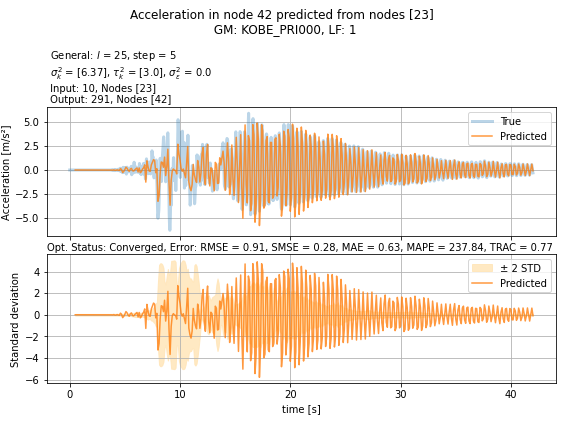 Acceleration in node 42 predicted from nodes [23]
GM: KOBE_PRI000, LF: 1
General: l = 25, step = 5
σ²ₖ = [6.37], τ²ₖ = [3.0], σ²ε = 0.0
Input: 10, Nodes [23]
Output: 291, Nodes [42]
Acceleration [m/s²]
5.0
2.5
0.0
−2.5
−5.0
True
Predicted
Opt. Status: Converged, Error: RMSE = 0.91, SMSE = 0.28, MAE = 0.63, MAPE = 237.84, TRAC = 0.77
Standard deviation
4
2
0
−2
−4
−6
± 2 STD
Predicted
0 10 20 30 40
time [s]